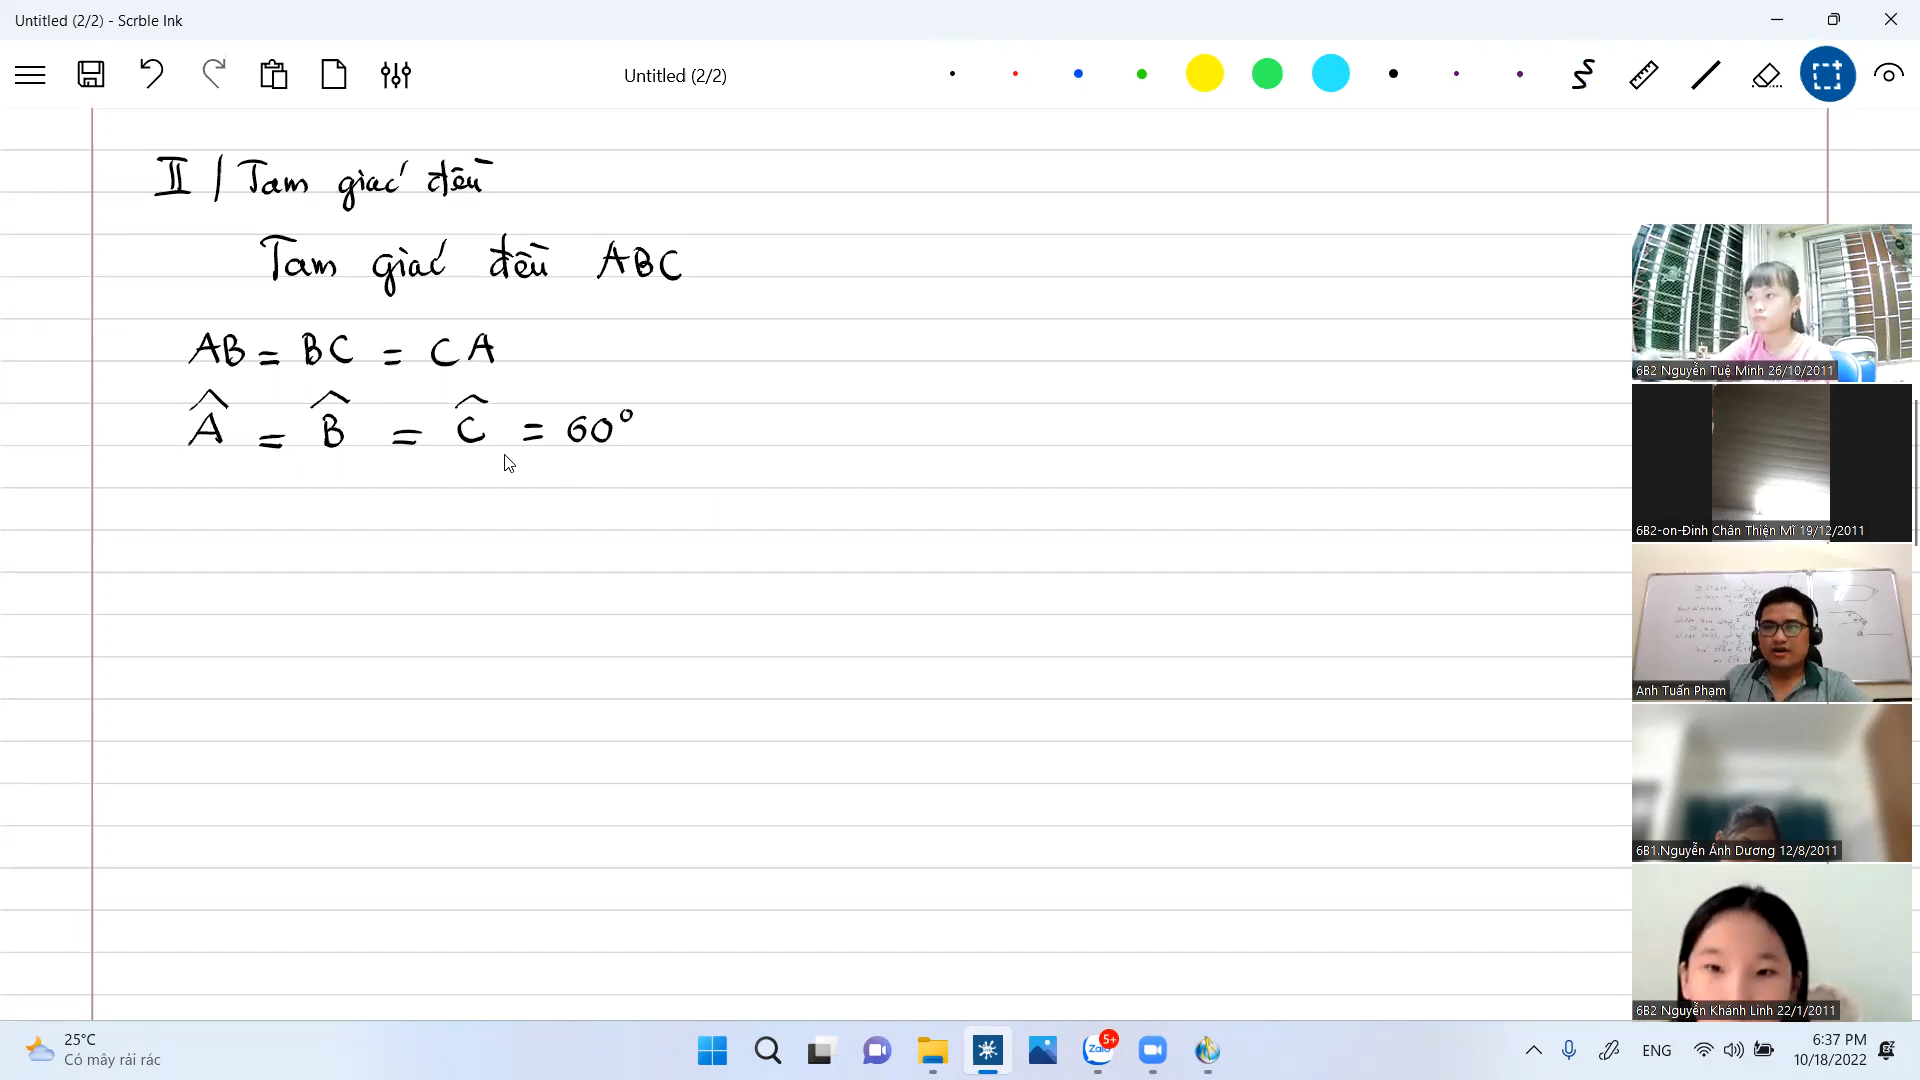 Untitled (2/2) - Scrble Ink
Untitled (2/2)
II / Tam giác đều
Tam giác đều ABC
AB = BC = CA
Â = B̂ = Ĉ = 60°
6B2 Nguyễn Tuệ Minh 26/10/2011
6B2-on-Đinh Chân Thiện Mĩ 19/12/2011
Anh Tuấn Phạm
6B1.Nguyễn Ánh Dương 12/8/2011
6B2 Nguyễn Khánh Linh 22/1/2011
25°C
Có mây rải rác
Zalo
5+
ENG
6:37 PM
10/18/2022